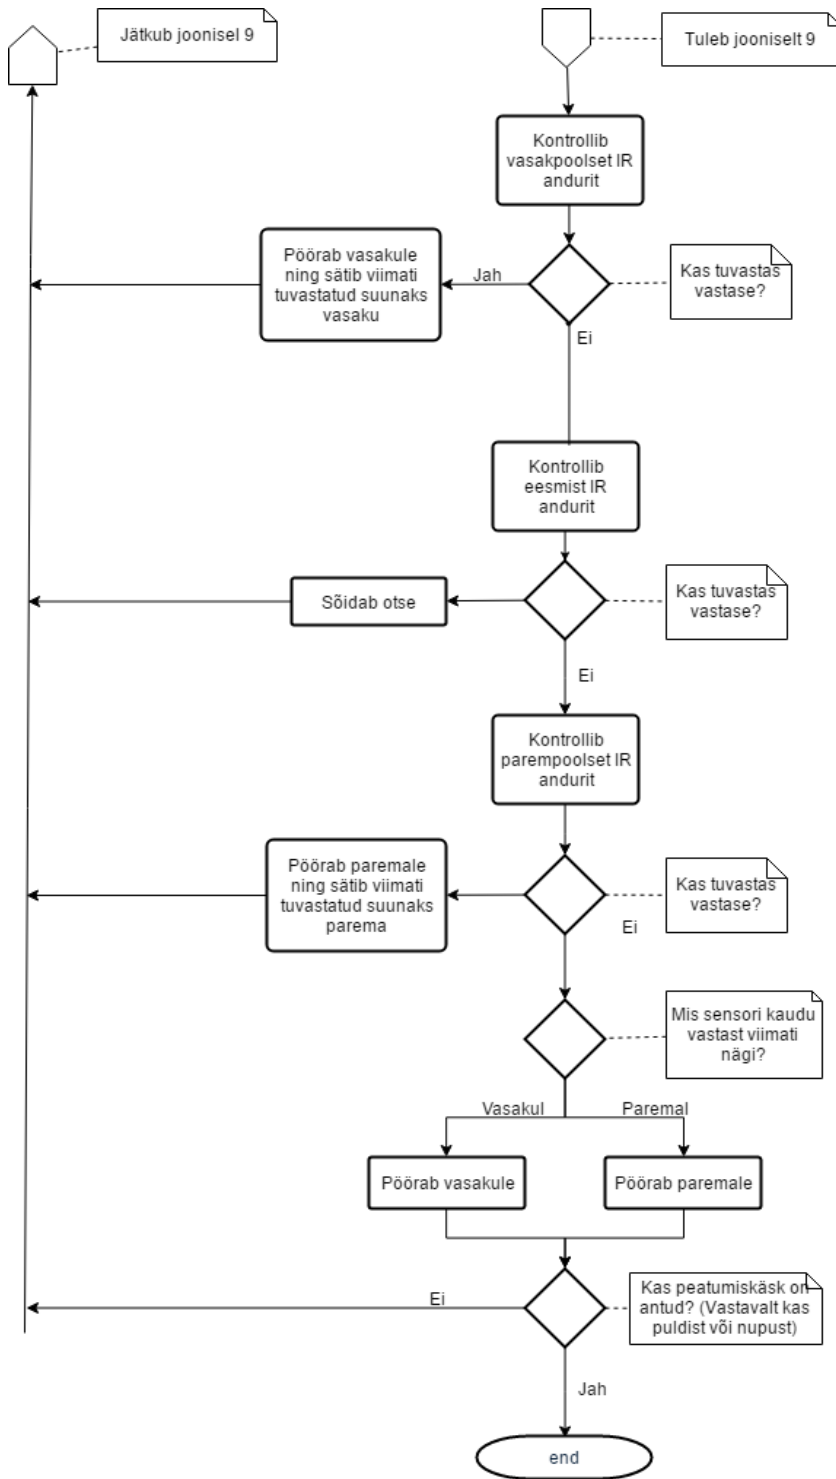 Jätkub joonisel 9
Tuleb jooniselt 9
Kontrollib
vasakpoolset IR
andurit
Pöörab vasakule
ning sätib viimati
tuvastatud suunaks
vasaku
Jah
Kas tuvastas
vastase?
Ei
Kontrollib
eesmist IR
andurit
Sõidab otse
Kas tuvastas
vastase?
Ei
Kontrollib
parempoolset IR
andurit
Pöörab paremale
ning sätib viimati
tuvastatud suunaks
parema
Kas tuvastas
vastase?
Ei
Mis sensori kaudu
vastast viimati
nägi?
Vasakul
Paremal
Pöörab vasakule
Pöörab paremale
Ei
Kas peatumiskäsk on
antud? (Vastavalt kas
puldist või nupust)
Jah
end